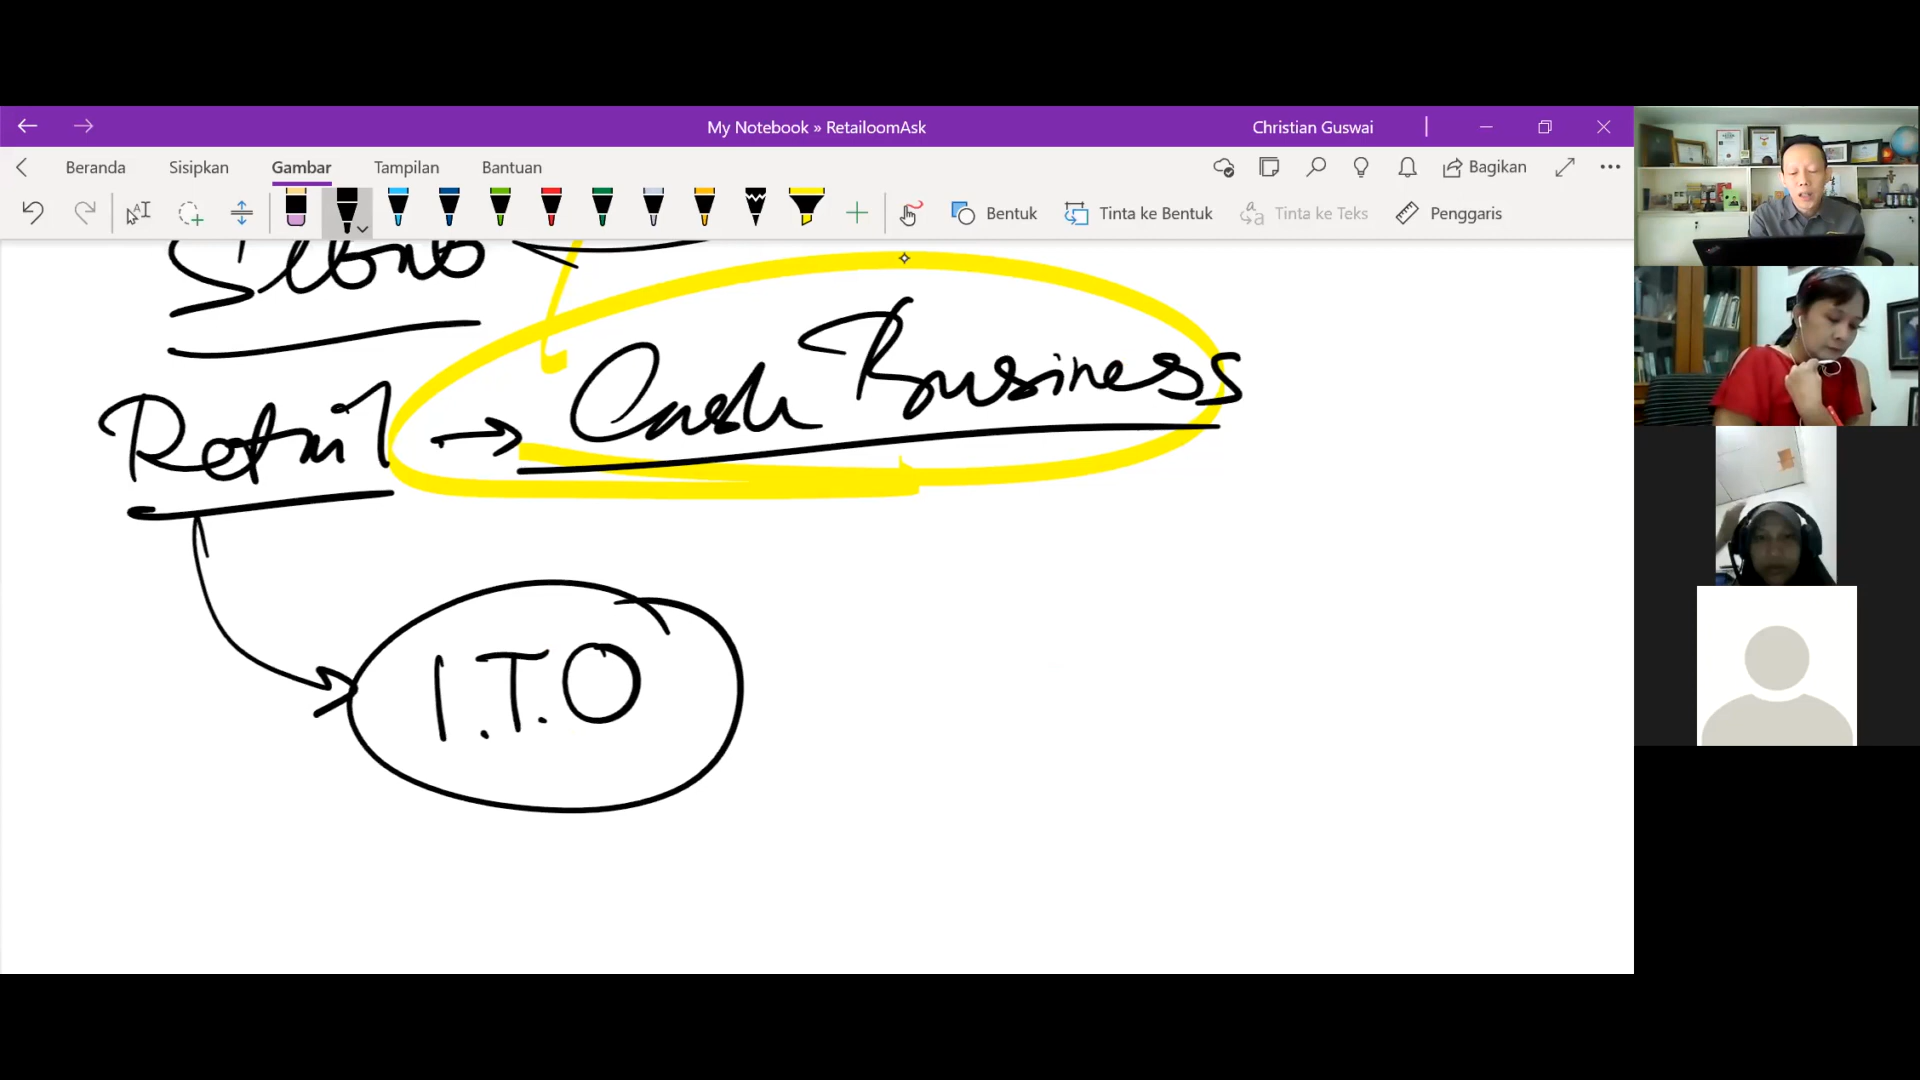 My Notebook » RetailoomAsk
Christian Guswai
Beranda Sisipkan Gambar Tampilan Bantuan
Bagikan
Bentuk Tinta ke Bentuk Tinta ke Teks Penggaris
Retail → Cash Business
I.T.O